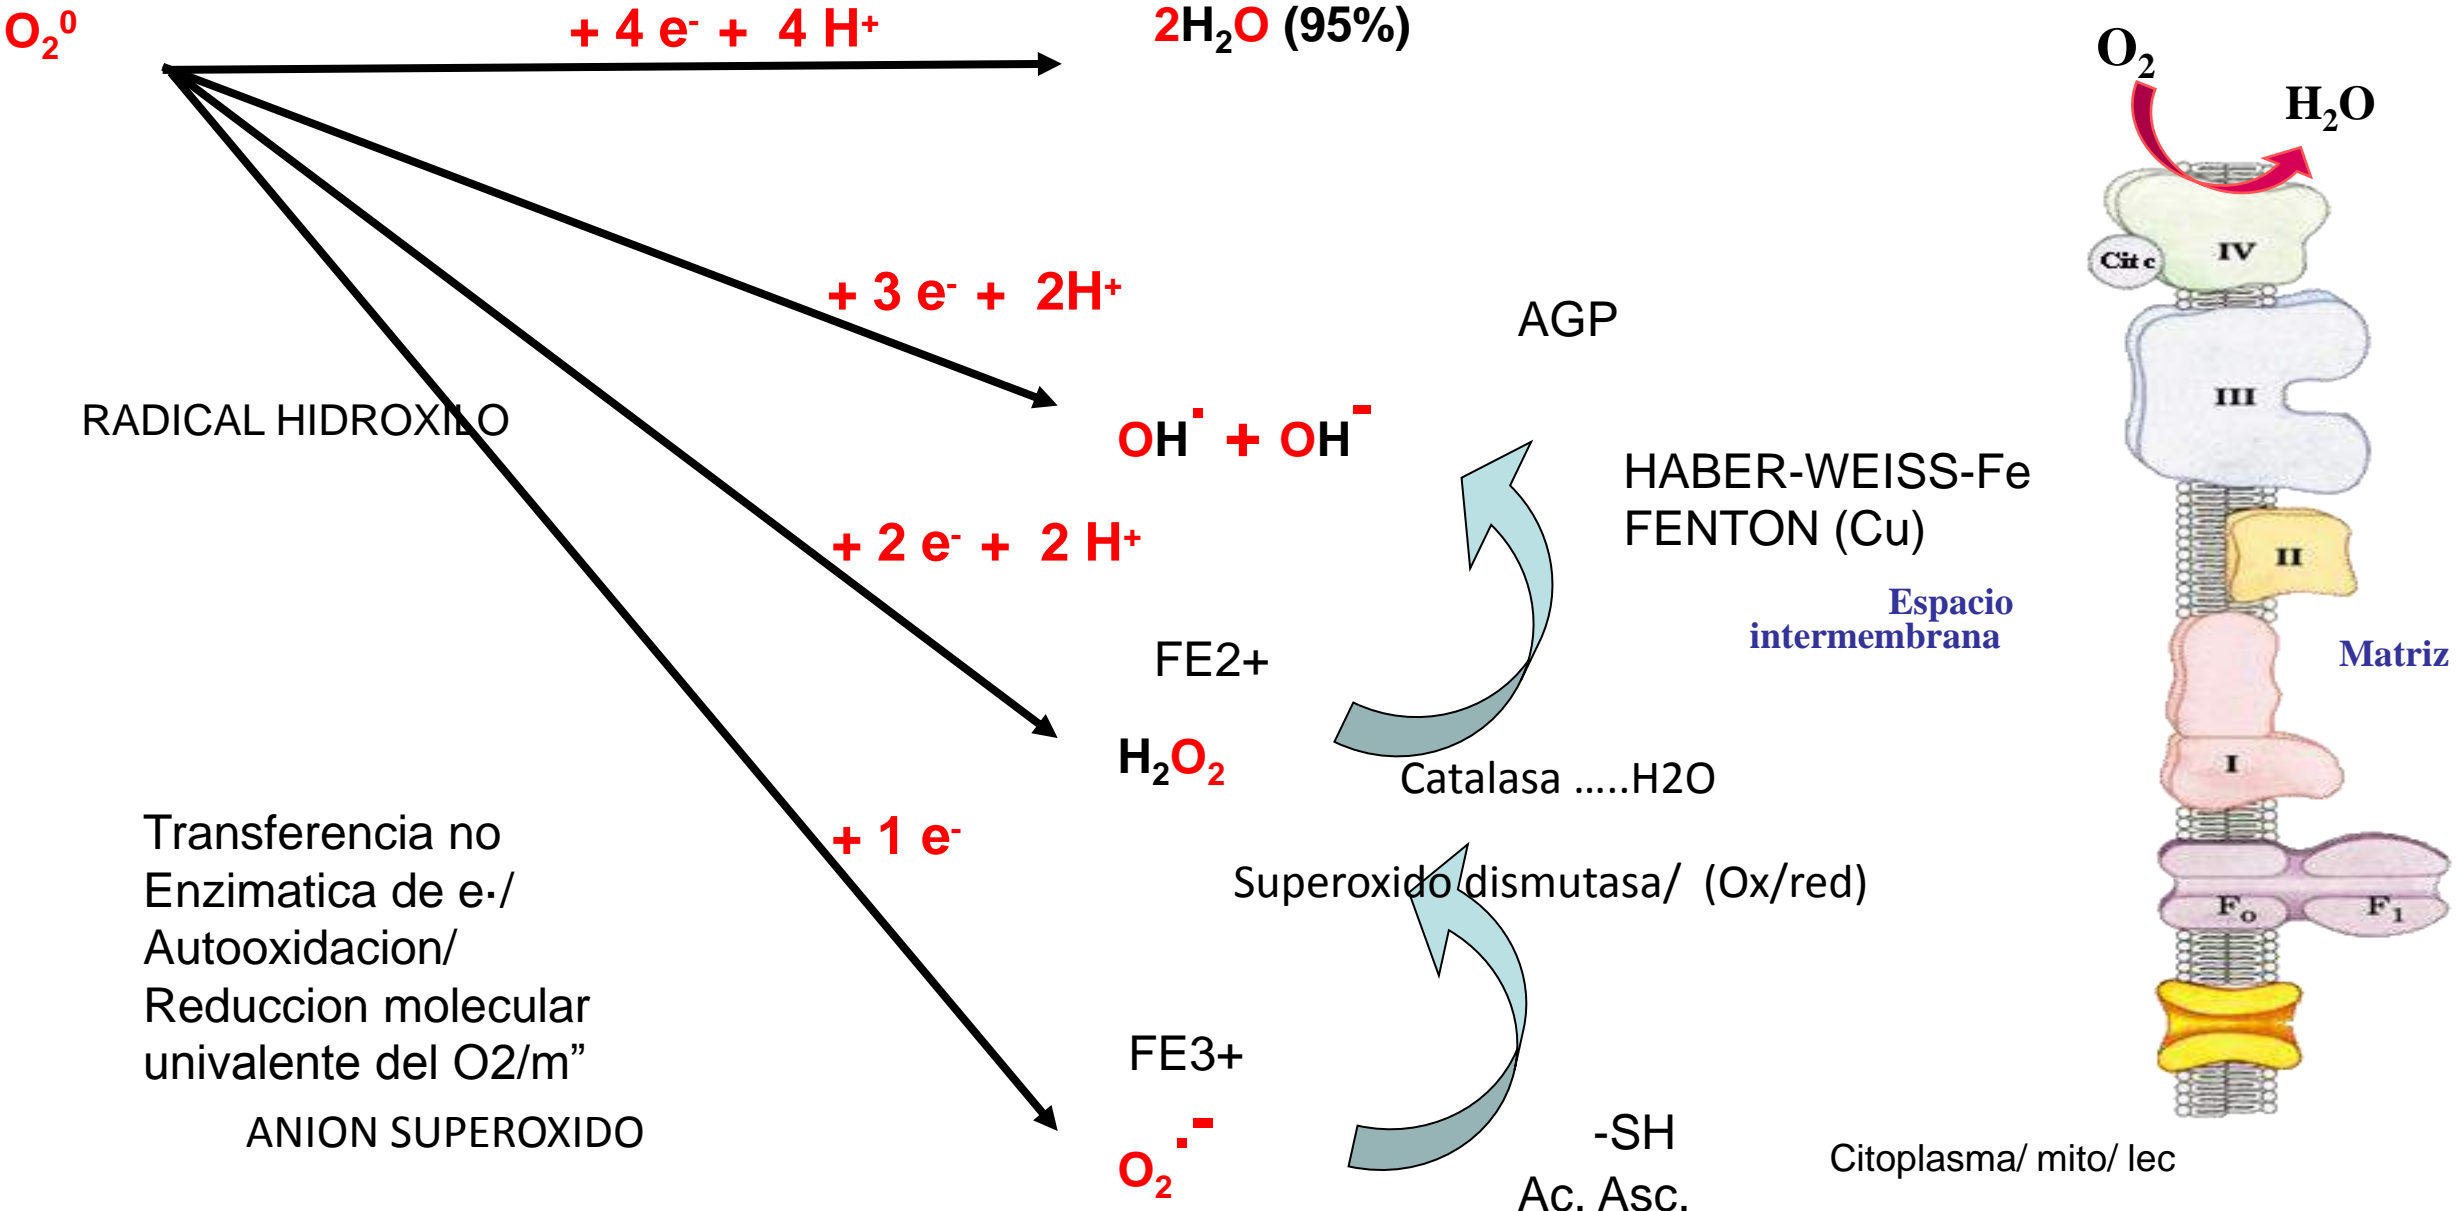 O₂⁰
+ 4 e⁻ + 4 H⁺
2H₂O (95%)
O₂
H₂O
IV
Cit c
+ 3 e⁻ + 2H⁺
AGP
III
RADICAL HIDROXILO
OH· + OH⁻
HABER-WEISS-Fe
FENTON (Cu)
+ 2 e⁻ + 2 H⁺
II
Espacio
intermembrana
FE2+
Matriz
H₂O₂
Catalasa .....H2O
I
Transferencia no
Enzimatica de e·/
Autooxidacion/
Reduccion molecular
univalente del O2/m”
+ 1 e⁻
Superoxido dismutasa/ (Ox/red)
F₀
F₁
FE3+
ANION SUPEROXIDO
O₂·⁻
-SH
Ac. Asc.
Citoplasma/ mito/ lec